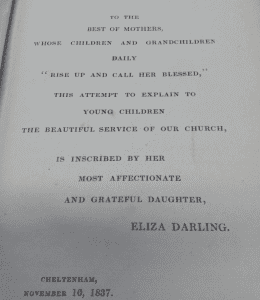 TO THE
BEST OF MOTHERS,
WHOSE CHILDREN AND GRANDCHILDREN
DAILY
"RISE UP AND CALL HER BLESSED,"
THIS ATTEMPT TO EXPLAIN TO
YOUNG CHILDREN
THE BEAUTIFUL SERVICE OF OUR CHURCH,
IS INSCRIBED BY HER
MOST AFFECTIONATE
AND GRATEFUL DAUGHTER,
ELIZA DARLING.
CHELTENHAM,
NOVEMBER 10, 1837.